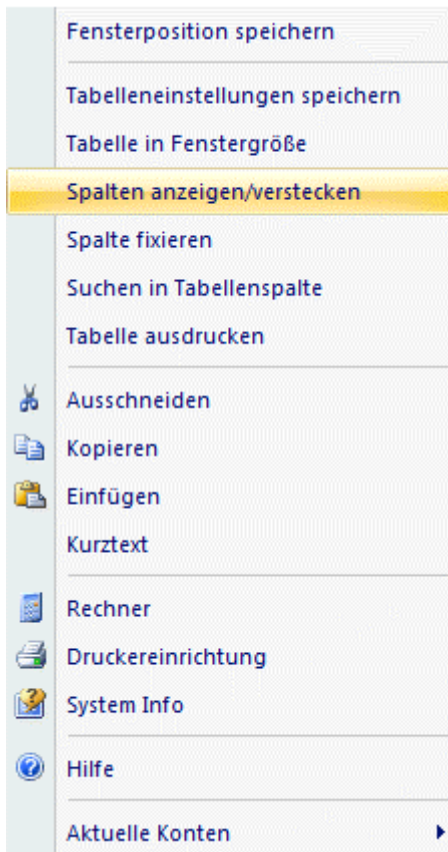 Fensterposition speichern
Tabelleneinstellungen speichern
Tabelle in Fenstergröße
Spalten anzeigen/verstecken
Spalte fixieren
Suchen in Tabellenspalte
Tabelle ausdrucken
Ausschneiden
Kopieren
Einfügen
Kurztext
Rechner
Druckereinrichtung
System Info
Hilfe
Aktuelle Konten